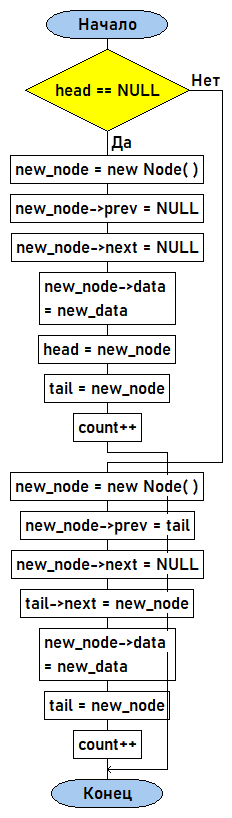 Начало
head == NULL
Нет
Да
new_node = new Node( )
new_node->prev = NULL
new_node->next = NULL
new_node->data
= new_data
head = new_node
tail = new_node
count++
new_node = new Node( )
new_node->prev = tail
new_node->next = NULL
tail->next = new_node
new_node->data
= new_data
tail = new_node
count++
Конец